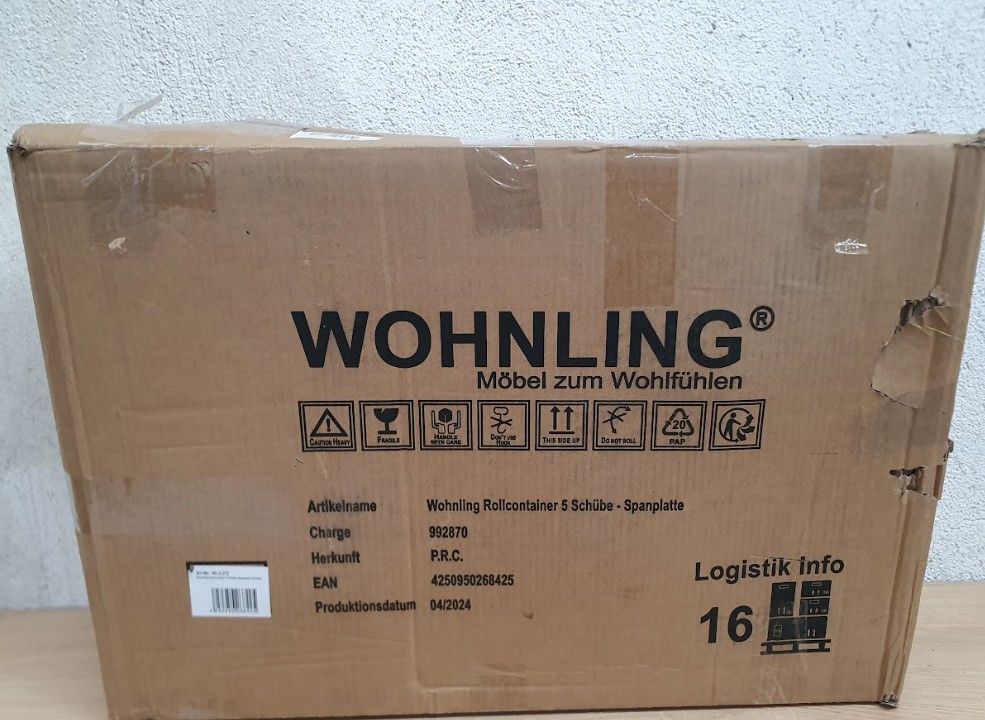 WOHNLING®
Möbel zum Wohlfühlen
CAUTION HEAVY
FRAGILE
HANDLE WITH CARE
DON'T USE HOOK
THIS SIDE UP
DO NOT ROLL
20
PAP
Artikelname Wohnling Rollcontainer 5 Schübe - Spanplatte
Charge 992870
Herkunft P.R.C.
EAN 4250950268425
Produktionsdatum 04/2024
Logistik info
16